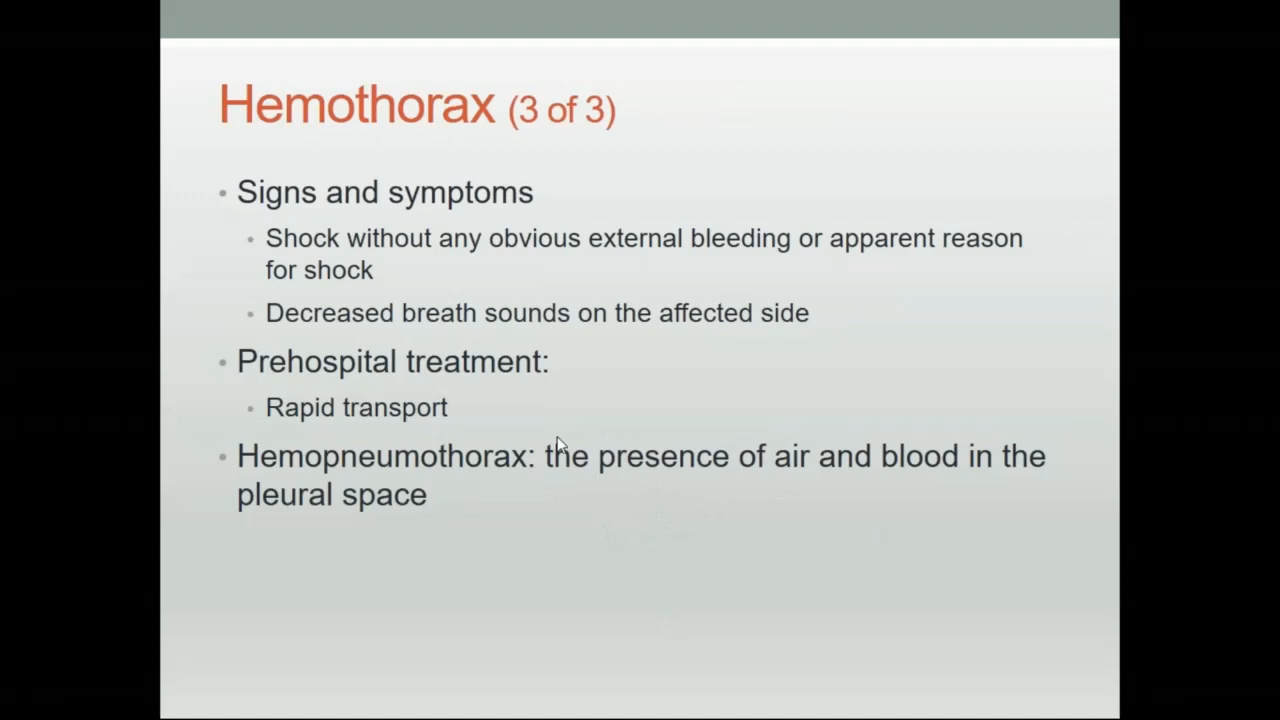 Hemothorax (3 of 3)
• Signs and symptoms
• Shock without any obvious external bleeding or apparent reason
for shock
• Decreased breath sounds on the affected side
• Prehospital treatment:
• Rapid transport
• Hemopneumothorax: the presence of air and blood in the
pleural space